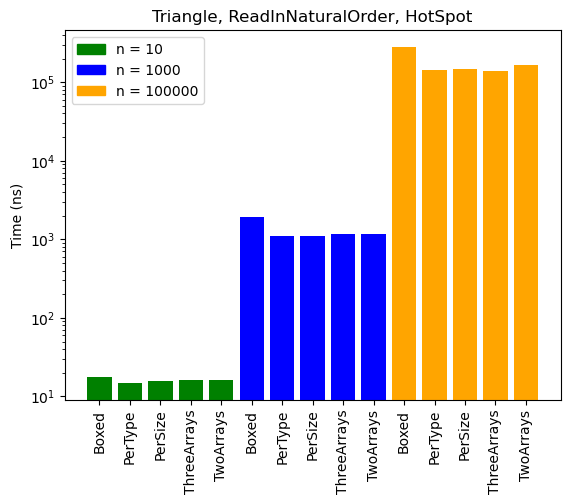 Triangle, ReadInNaturalOrder, HotSpot
n = 10
n = 1000
n = 100000
Time (ns)
10^5
10^4
10^3
10^2
10^1
Boxed
PerType
PerSize
ThreeArrays
TwoArrays
Boxed
PerType
PerSize
ThreeArrays
TwoArrays
Boxed
PerType
PerSize
ThreeArrays
TwoArrays